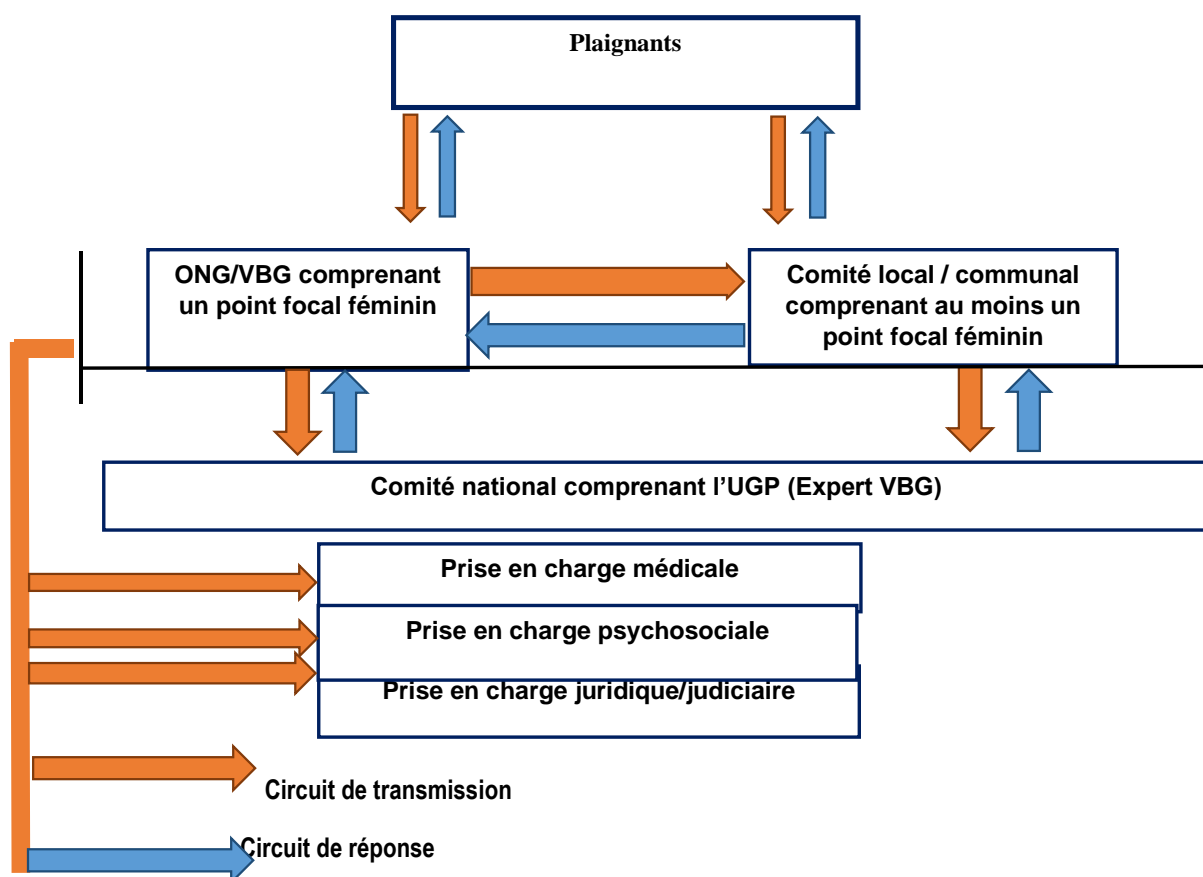 Plaignants
ONG/VBG comprenant
un point focal féminin
Comité local / communal
comprenant au moins un
point focal féminin
Comité national comprenant l’UGP (Expert VBG)
Prise en charge médicale
Prise en charge psychosociale
Prise en charge juridique/judiciaire
Circuit de transmission
Circuit de réponse